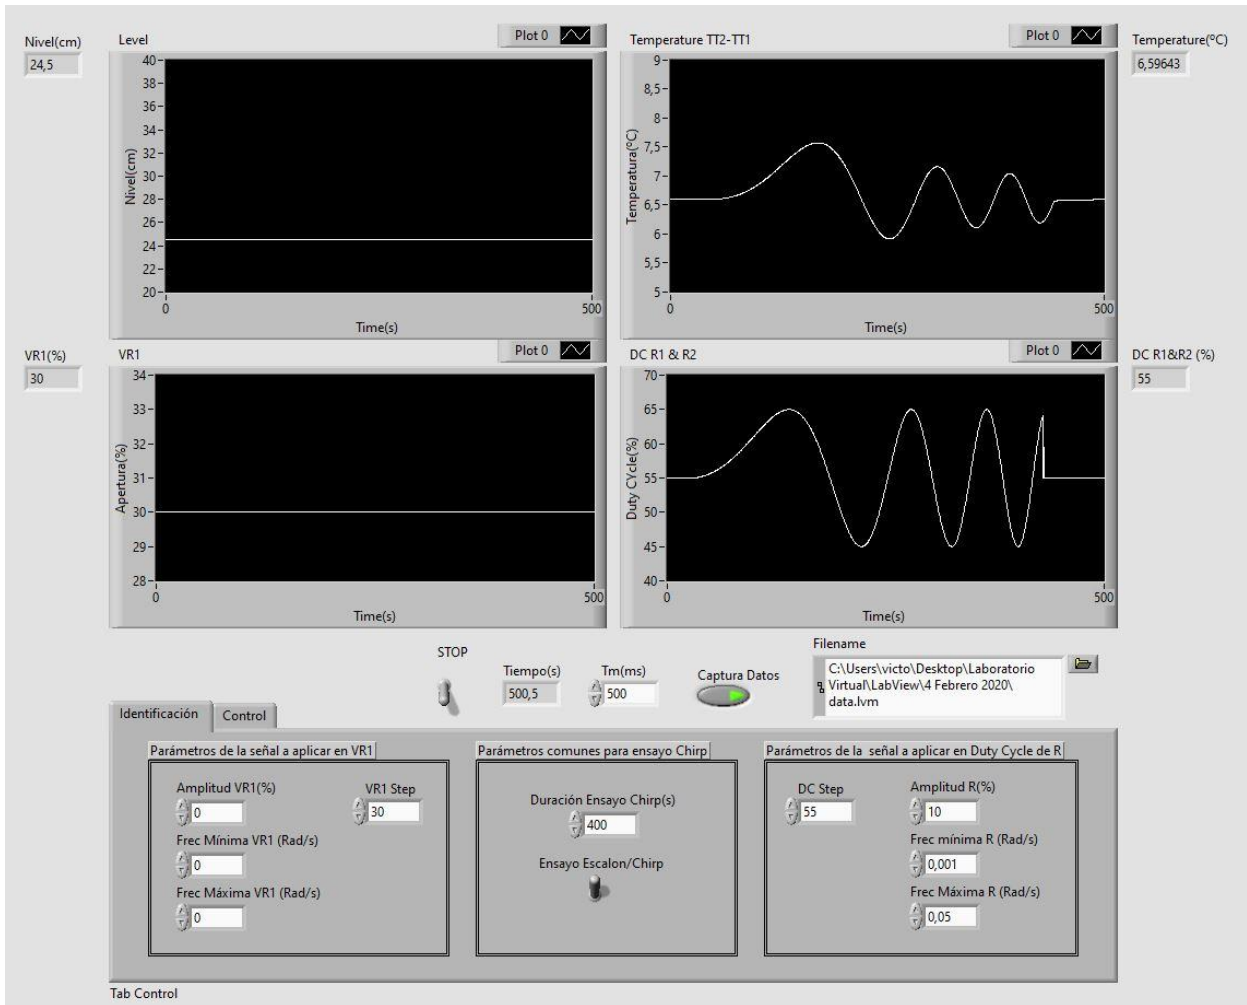 Nivel(cm)
24,5
Level
Plot 0
40
38
36
34
32
30
28
26
24
22
20
Nivel(cm)
0
500
Time(s)
Temperature TT2-TT1
Plot 0
9
8,5
8
7,5
7
6,5
6
5,5
5
Temperatura(ºC)
0
500
Time(s)
Temperature(ºC)
6,59643
VR1(%)
30
VR1
Plot 0
34
33
32
31
30
29
28
Apertura(%)
0
500
Time(s)
DC R1 & R2
Plot 0
70
65
60
55
50
45
40
Duty CYcle(%)
0
500
Time(s)
DC R1&R2 (%)
55
STOP
Tiempo(s)
500,5
Tm(ms)
500
Captura Datos
Filename
C:\Users\victo\Desktop\Laboratorio
Virtual\LabView\4 Febrero 2020\
data.lvm
Identificación
Control
Parámetros de la señal a aplicar en VR1
Amplitud VR1(%)
0
VR1 Step
30
Frec Mínima VR1 (Rad/s)
0
Frec Máxima VR1 (Rad/s)
0
Parámetros comunes para ensayo Chirp
Duración Ensayo Chirp(s)
400
Ensayo Escalon/Chirp
Parámetros de la señal a aplicar en Duty Cycle de R
DC Step
55
Amplitud R(%)
10
Frec mínima R (Rad/s)
0,001
Frec Máxima R (Rad/s)
0,05
Tab Control